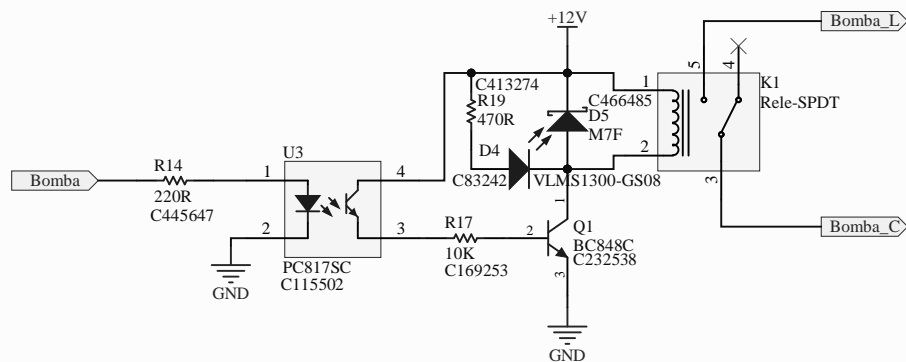 +12V
Bomba_L
C413274
1
5
4
K1
Rele-SPDT
R19
470R
C466485
D5
M7F
D4
2
C83242
VLMS1300-GS08
3
Bomba
R14
220R
C445647
U3
1
4
2
3
PC817SC
C115502
GND
R17
10K
C169253
1
2
Q1
BC848C
C232538
3
GND
Bomba_C